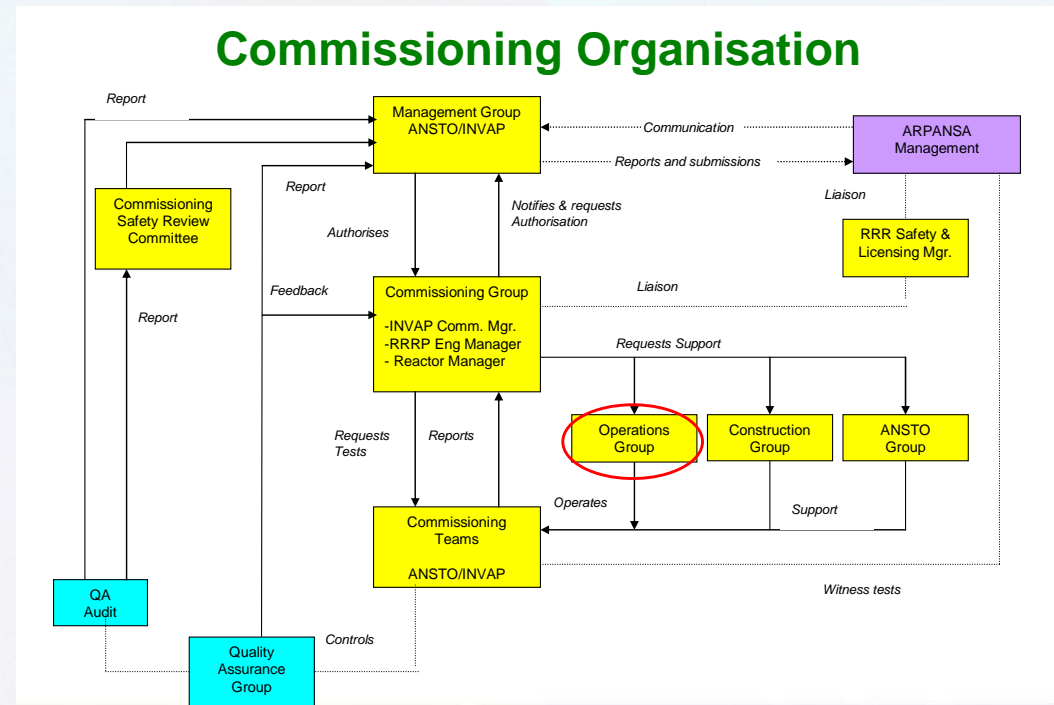 Commissioning Organisation
Report
Management Group
ANSTO/INVAP
Communication
Reports and submissions
ARPANSA
Management
Report
Notifies & requests
Authorisation
Authorises
Liaison
Commissioning
Safety Review
Committee
RRR Safety &
Licensing Mgr.
Feedback
Liaison
Report
Commissioning Group
-INVAP Comm. Mgr.
-RRRP Eng Manager
- Reactor Manager
Requests Support
Requests
Tests
Reports
Operations
Group
Construction
Group
ANSTO
Group
Operates
Support
Commissioning
Teams
ANSTO/INVAP
Witness tests
QA
Audit
Controls
Quality
Assurance
Group